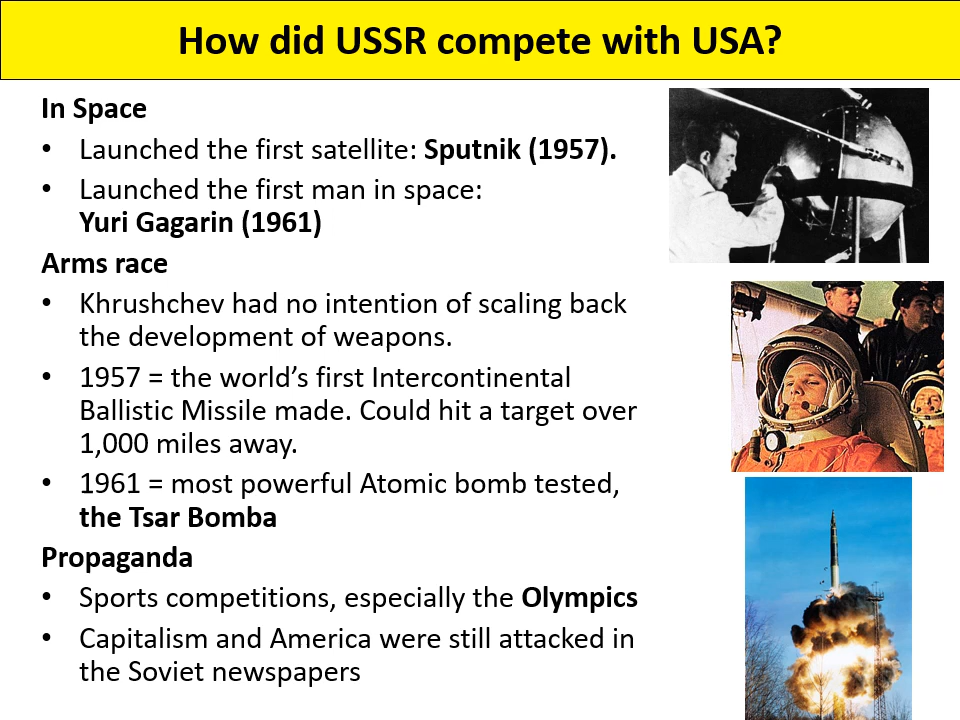 How did USSR compete with USA?
In Space
• Launched the first satellite: Sputnik (1957).
• Launched the first man in space:
Yuri Gagarin (1961)
Arms race
• Khrushchev had no intention of scaling back
the development of weapons.
• 1957 = the world’s first Intercontinental
Ballistic Missile made. Could hit a target over
1,000 miles away.
• 1961 = most powerful Atomic bomb tested,
the Tsar Bomba
Propaganda
• Sports competitions, especially the Olympics
• Capitalism and America were still attacked in
the Soviet newspapers